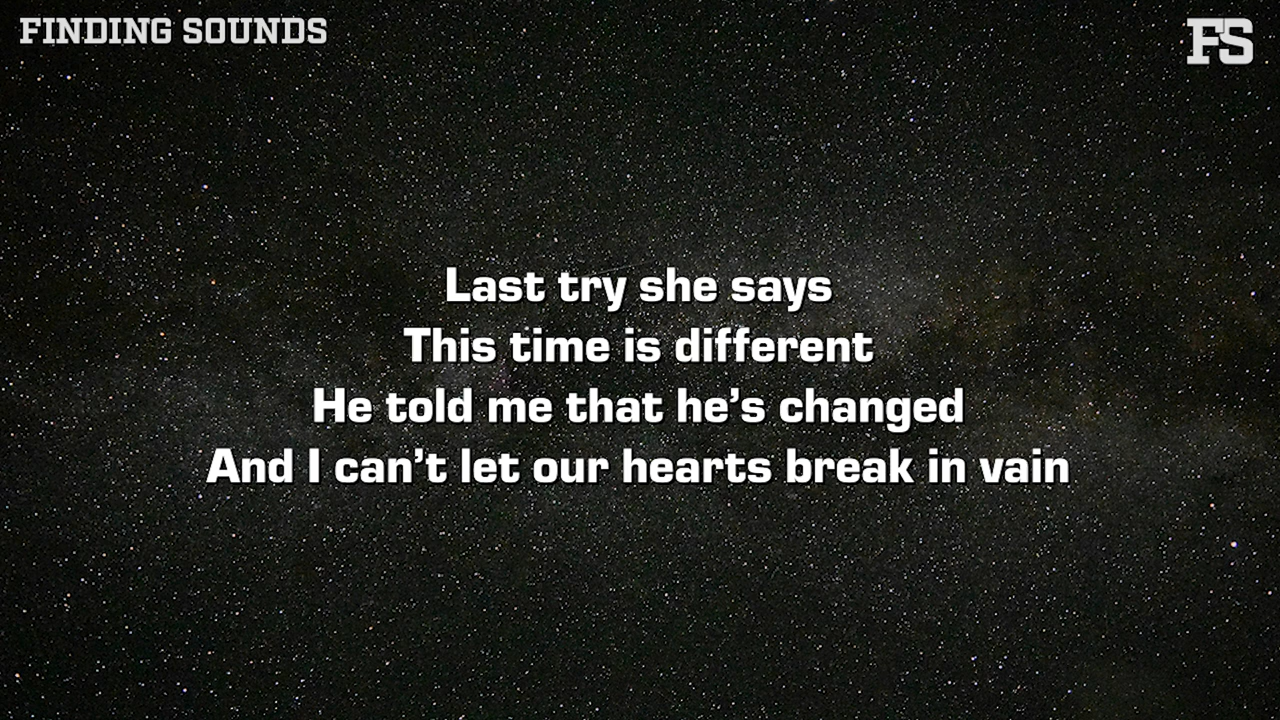 FINDING SOUNDS
FS
Last try she says
This time is different
He told me that he’s changed
And I can’t let our hearts break in vain